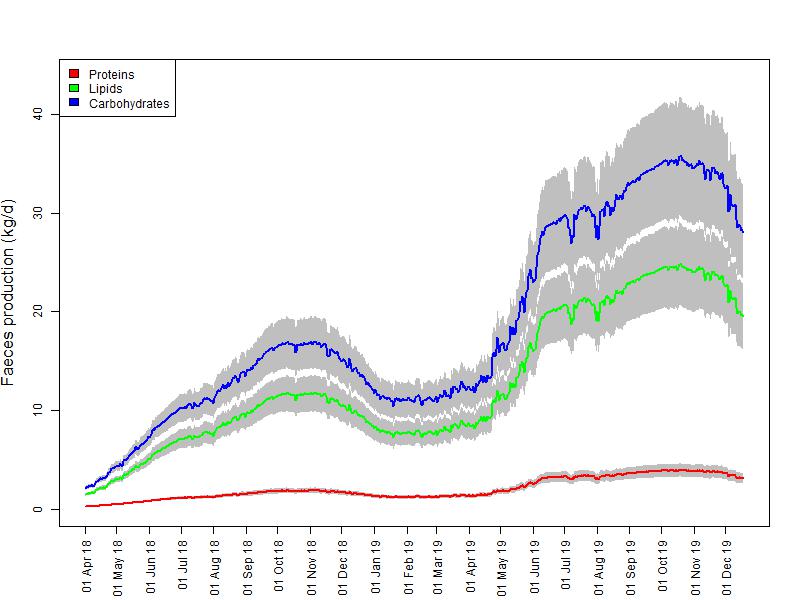 Proteins
Lipids
Carbohydrates
Faeces production (kg/d)
40
30
20
10
0
01 Apr 18
01 May 18
01 Jun 18
01 Jul 18
01 Aug 18
01 Sep 18
01 Oct 18
01 Nov 18
01 Dec 18
01 Jan 19
01 Feb 19
01 Mar 19
01 Apr 19
01 May 19
01 Jun 19
01 Jul 19
01 Aug 19
01 Sep 19
01 Oct 19
01 Nov 19
01 Dec 19